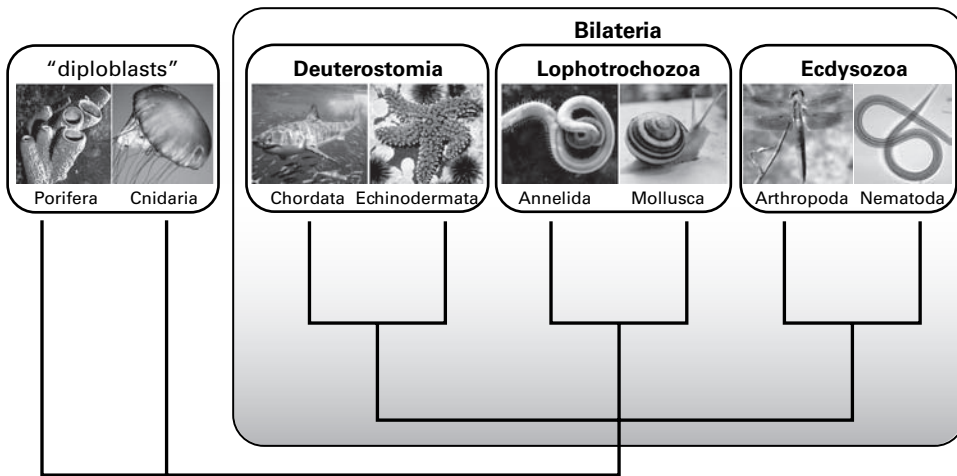 Bilateria
“diploblasts”
Deuterostomia
Lophotrochozoa
Ecdysozoa
Porifera
Cnidaria
Chordata
Echinodermata
Annelida
Mollusca
Arthropoda
Nematoda